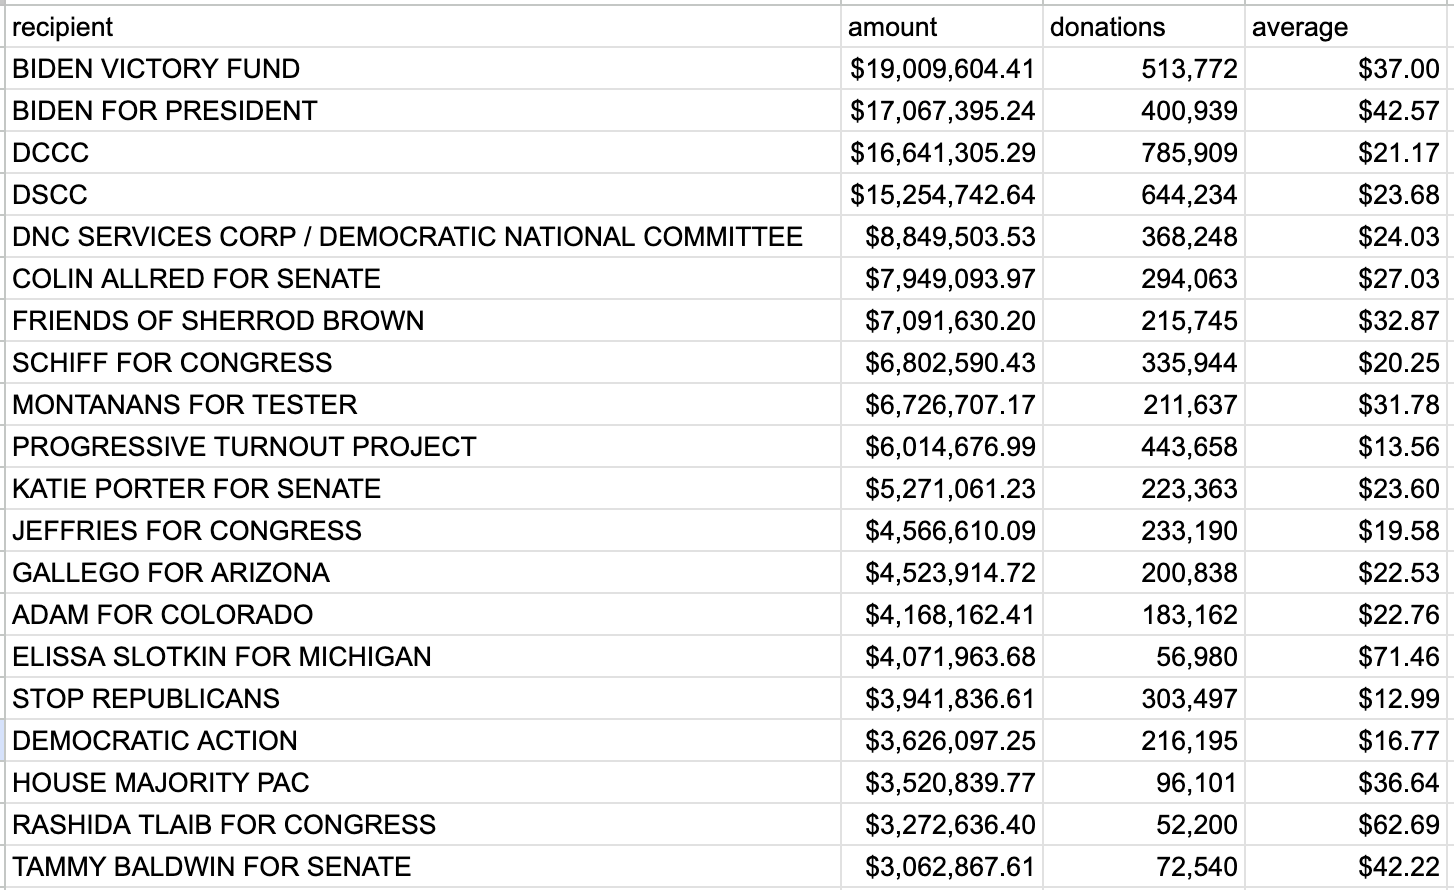 recipient amount donations average
BIDEN VICTORY FUND $19,009,604.41 513,772 $37.00
BIDEN FOR PRESIDENT $17,067,395.24 400,939 $42.57
DCCC $16,641,305.29 785,909 $21.17
DSCC $15,254,742.64 644,234 $23.68
DNC SERVICES CORP / DEMOCRATIC NATIONAL COMMITTEE $8,849,503.53 368,248 $24.03
COLIN ALLRED FOR SENATE $7,949,093.97 294,063 $27.03
FRIENDS OF SHERROD BROWN $7,091,630.20 215,745 $32.87
SCHIFF FOR CONGRESS $6,802,590.43 335,944 $20.25
MONTANANS FOR TESTER $6,726,707.17 211,637 $31.78
PROGRESSIVE TURNOUT PROJECT $6,014,676.99 443,658 $13.56
KATIE PORTER FOR SENATE $5,271,061.23 223,363 $23.60
JEFFRIES FOR CONGRESS $4,566,610.09 233,190 $19.58
GALLEGO FOR ARIZONA $4,523,914.72 200,838 $22.53
ADAM FOR COLORADO $4,168,162.41 183,162 $22.76
ELISSA SLOTKIN FOR MICHIGAN $4,071,963.68 56,980 $71.46
STOP REPUBLICANS $3,941,836.61 303,497 $12.99
DEMOCRATIC ACTION $3,626,097.25 216,195 $16.77
HOUSE MAJORITY PAC $3,520,839.77 96,101 $36.64
RASHIDA TLAIB FOR CONGRESS $3,272,636.40 52,200 $62.69
TAMMY BALDWIN FOR SENATE $3,062,867.61 72,540 $42.22